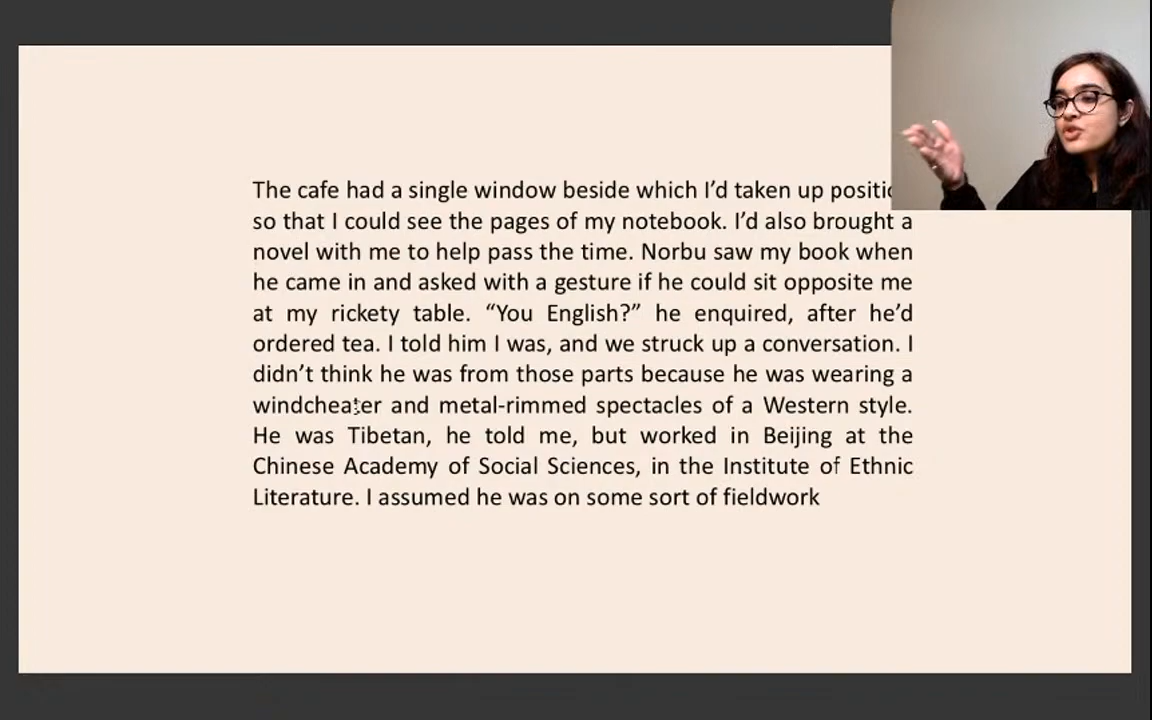 The cafe had a single window beside which I’d taken up
so that I could see the pages of my notebook. I’d also brought a
novel with me to help pass the time. Norbu saw my book when
he came in and asked with a gesture if he could sit opposite me
at my rickety table. “You English?” he enquired, after he’d
ordered tea. I told him I was, and we struck up a conversation. I
didn’t think he was from those parts because he was wearing a
windcheater and metal-rimmed spectacles of a Western style.
He was Tibetan, he told me, but worked in Beijing at the
Chinese Academy of Social Sciences, in the Institute of Ethnic
Literature. I assumed he was on some sort of fieldwork